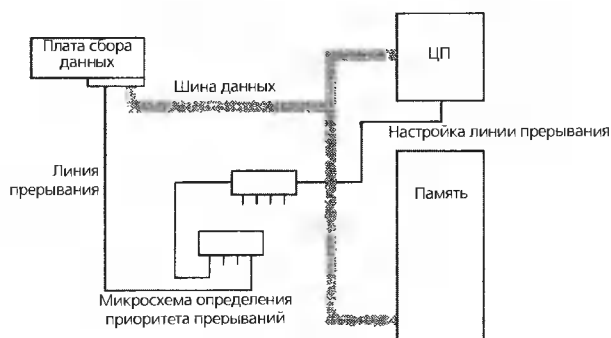 Плата сбора
данных
ЦП
Шина данных
Настройка линии прерывания
Линия
прерывания
Память
Микросхема определения
приоритета прерываний